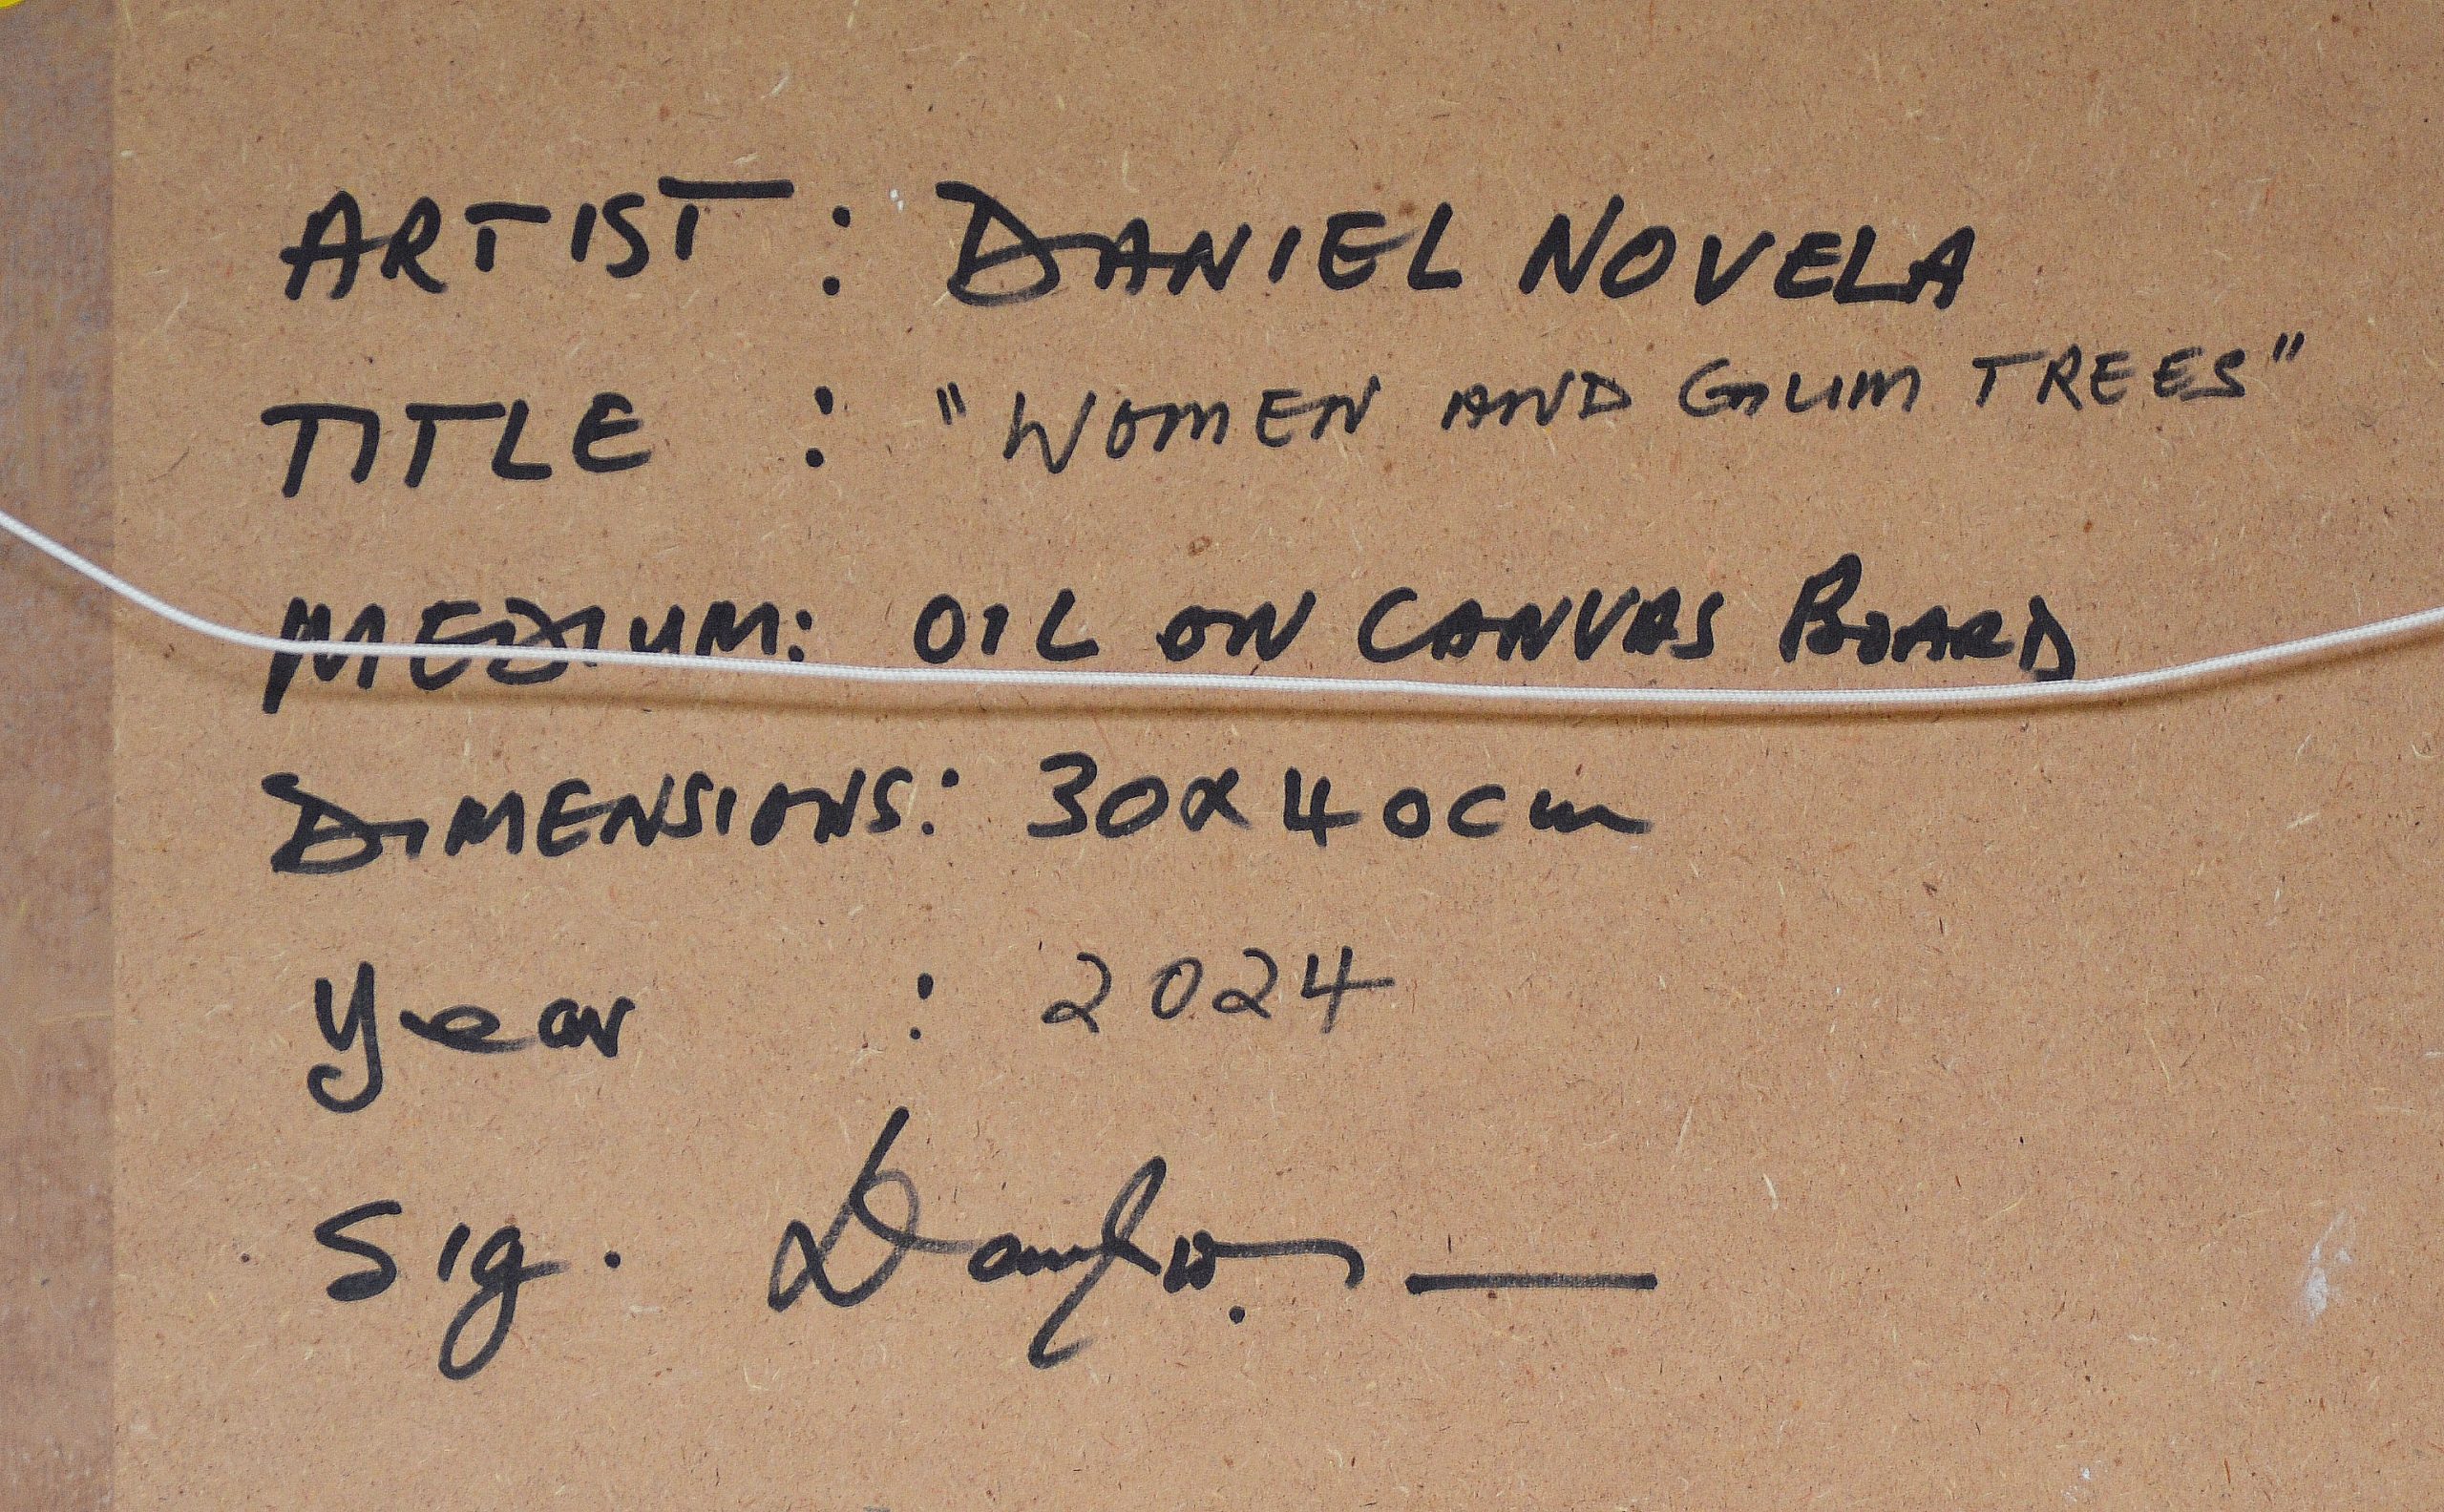 ARTIST : DANIEL NOVELA
TITLE : "WOMEN AND GUM TREES"
MEDIUM: OIL ON CANVAS BOARD
DIMENSIONS: 30x40cm
Year : 2024
Sig.